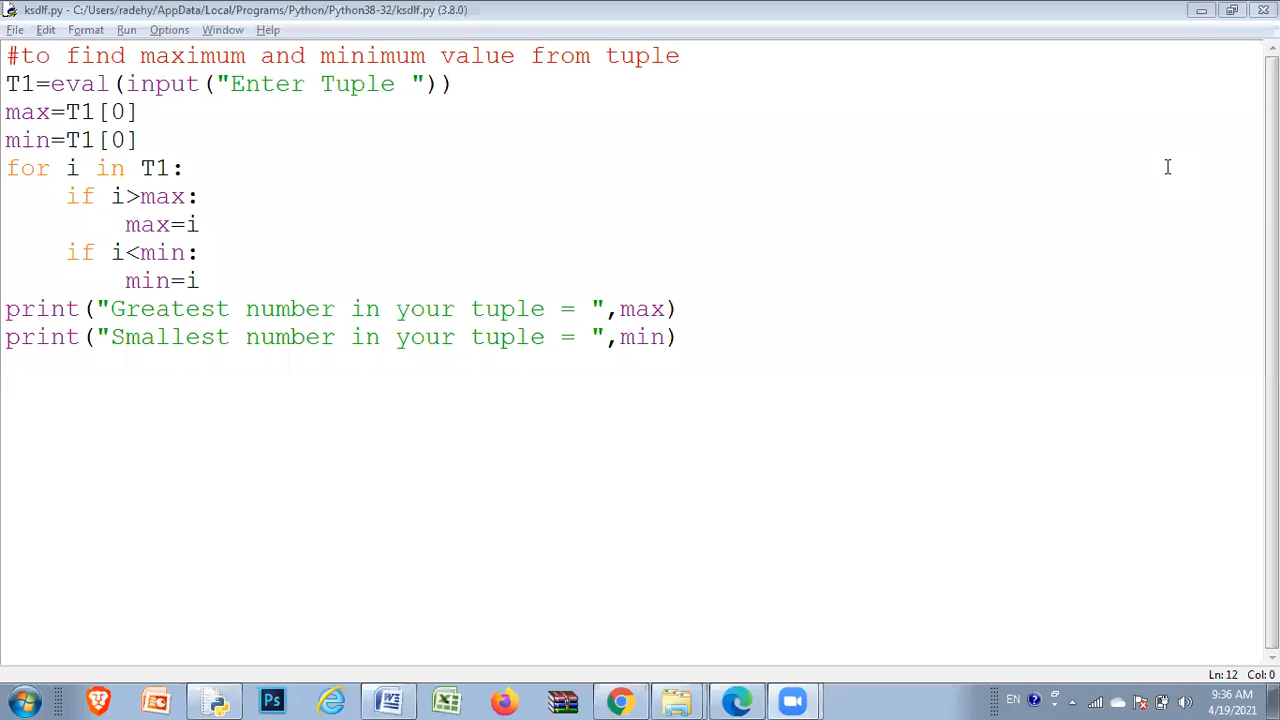 ksdlf.py - C:/Users/radehy/AppData/Local/Programs/Python/Python38-32/ksdlf.py (3.8.0)
File Edit Format Run Options Window Help
#to find maximum and minimum value from tuple
T1=eval(input("Enter Tuple "))
max=T1[0]
min=T1[0]
for i in T1:
    if i>max:
        max=i
    if i<min:
        min=i
print("Greatest number in your tuple = ",max)
print("Smallest number in your tuple = ",min)
Ln: 12 Col: 0
Ps
EN
9:36 AM
4/19/2021